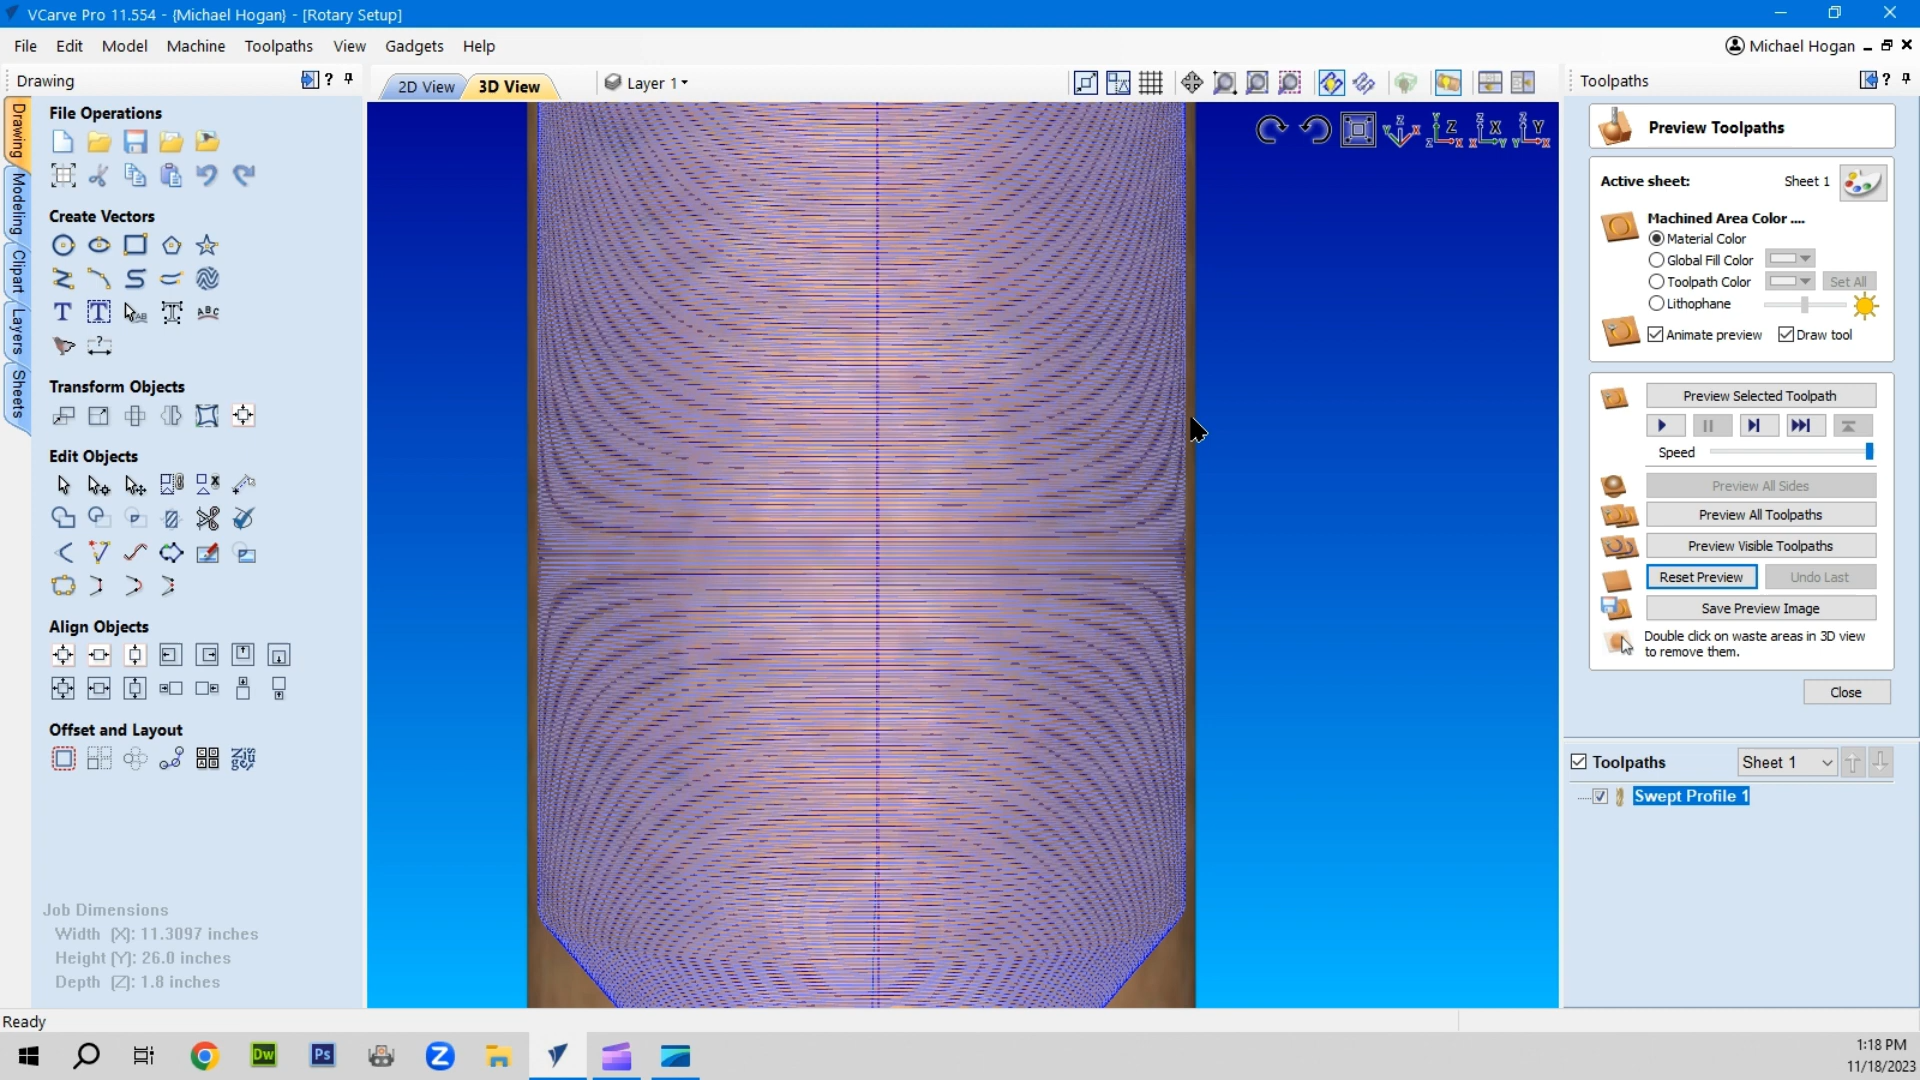 VCarve Pro 11.554 - {Michael Hogan} - [Rotary Setup]
File Edit Model Machine Toolpaths View Gadgets Help
Michael Hogan
Drawing
2D View 3D View Layer 1
Toolpaths
Drawing
Modeling
Clipart
Layers
Sheets
File Operations
Create Vectors
Transform Objects
Edit Objects
Align Objects
Offset and Layout
Job Dimensions
Width (X): 11.3097 inches
Height (Y): 26.0 inches
Depth (Z): 1.8 inches
Preview Toolpaths
Active sheet: Sheet 1
Machined Area Color ....
Material Color
Global Fill Color
Toolpath Color Set All
Lithophane
Animate preview Draw tool
Preview Selected Toolpath
Speed
Preview All Sides
Preview All Toolpaths
Preview Visible Toolpaths
Reset Preview Undo Last
Save Preview Image
Double click on waste areas in 3D view
to remove them.
Close
Toolpaths Sheet 1
Swept Profile 1
Ready
Dw Ps Z
1:18 PM
11/18/2023